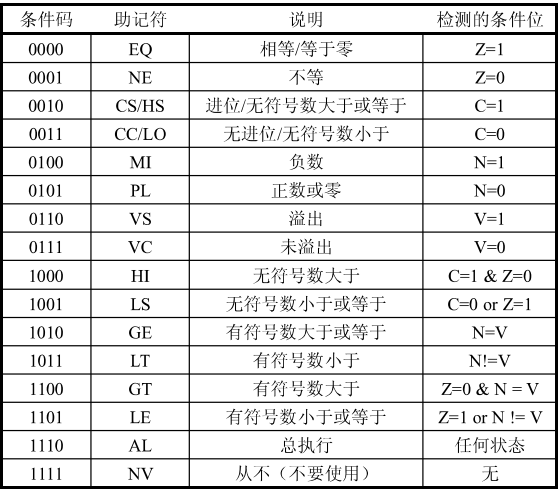 条件码 助记符 说明 检测的条件位
0000 EQ 相等/等于零 Z=1
0001 NE 不等 Z=0
0010 CS/HS 进位/无符号数大于或等于 C=1
0011 CC/LO 无进位/无符号数小于 C=0
0100 MI 负数 N=1
0101 PL 正数或零 N=0
0110 VS 溢出 V=1
0111 VC 未溢出 V=0
1000 HI 无符号数大于 C=1 & Z=0
1001 LS 无符号数小于或等于 C=0 or Z=1
1010 GE 有符号数大于或等于 N=V
1011 LT 有符号数小于 N!=V
1100 GT 有符号数大于 Z=0 & N = V
1101 LE 有符号数小于或等于 Z=1 or N != V
1110 AL 总执行 任何状态
1111 NV 从不（不要使用） 无